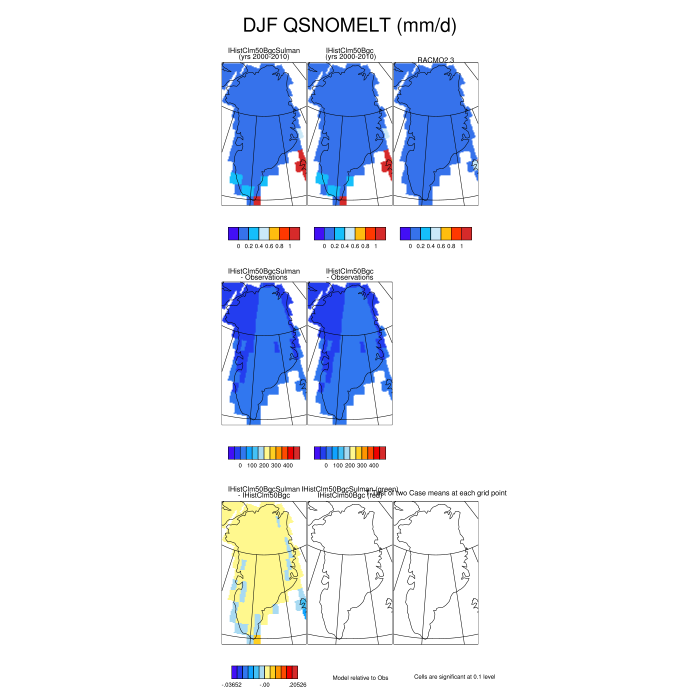 DJF QSNOMELT (mm/d)
IHistClm50BgcSulman
(yrs 2000-2010)
IHistClm50Bgc
(yrs 2000-2010)
RACMO2.3
0 0.2 0.4 0.6 0.8 1
0 0.2 0.4 0.6 0.8 1
0 0.2 0.4 0.6 0.8 1
IHistClm50BgcSulman
- Observations
IHistClm50Bgc
- Observations
0 100 200 300 400
0 100 200 300 400
IHistClm50BgcSulman
- IHistClm50Bgc
IHistClm50BgcSulman (green)
IHistClm50Bgc (red)
of two Case means at each grid point
-.03652 -.00 .20526
Model relative to Obs
Cells are significant at 0.1 level